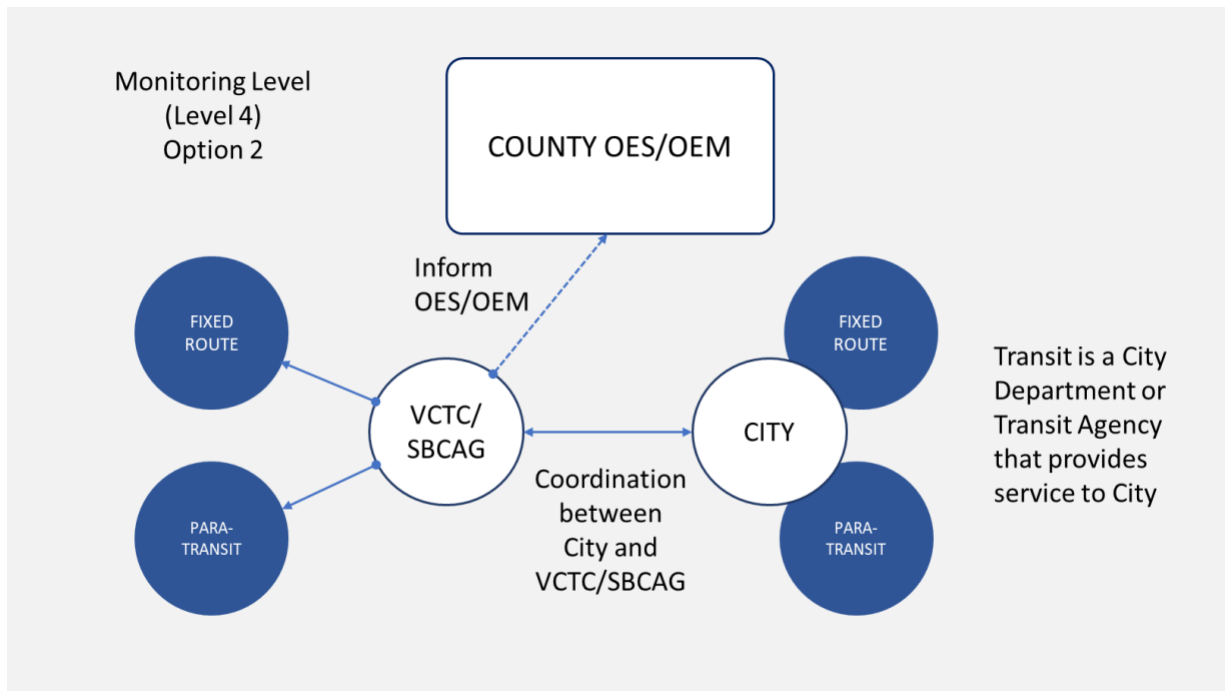 Monitoring Level
(Level 4)
Option 2
COUNTY OES/OEM
Inform
OES/OEM
FIXED
ROUTE
FIXED
ROUTE
VCTC/
SBCAG
CITY
Transit is a City
Department or
Transit Agency
that provides
service to City
Coordination
between
City and
VCTC/SBCAG
PARA-
TRANSIT
PARA-
TRANSIT